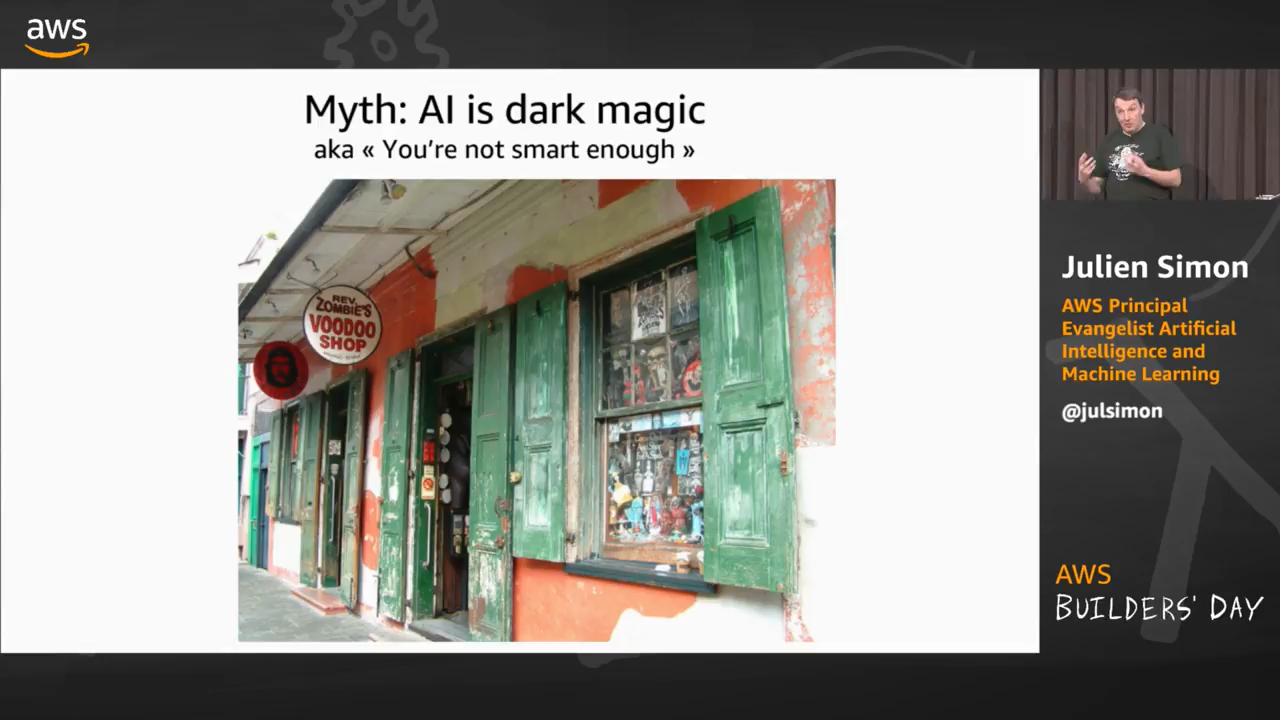 aws
Myth: AI is dark magic
aka « You're not smart enough »
REV.
ZOMBIE'S
VOODOO
SHOP
Julien Simon
AWS Principal
Evangelist Artificial
Intelligence and
Machine Learning
@julsimon
AWS
BUILDERS' DAY